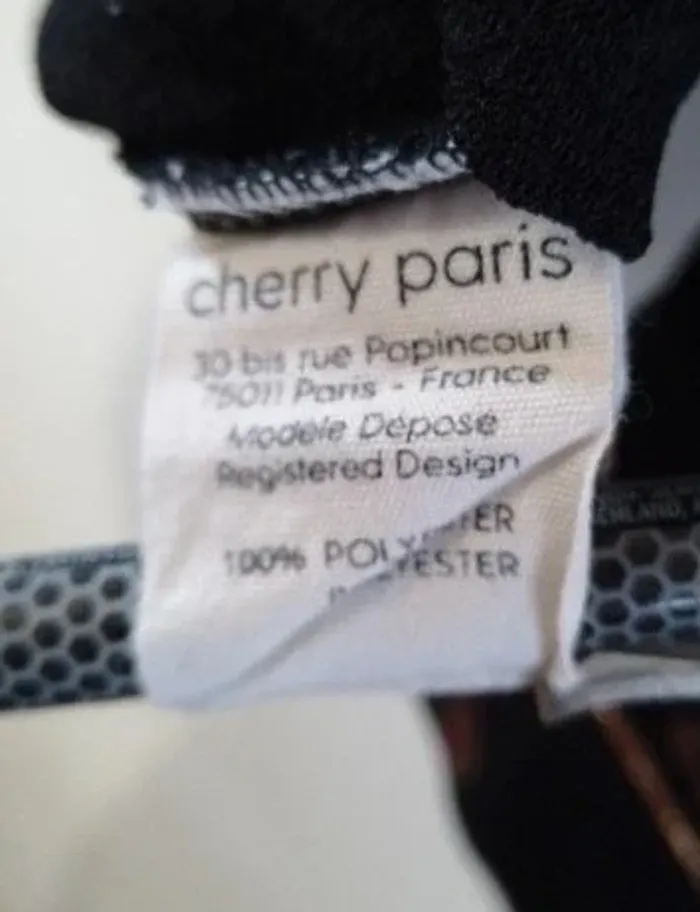 cherry paris
30 bis rue Popincourt
75011 Paris - France
Modèle Déposé
Registered Design
100% POLYESTER